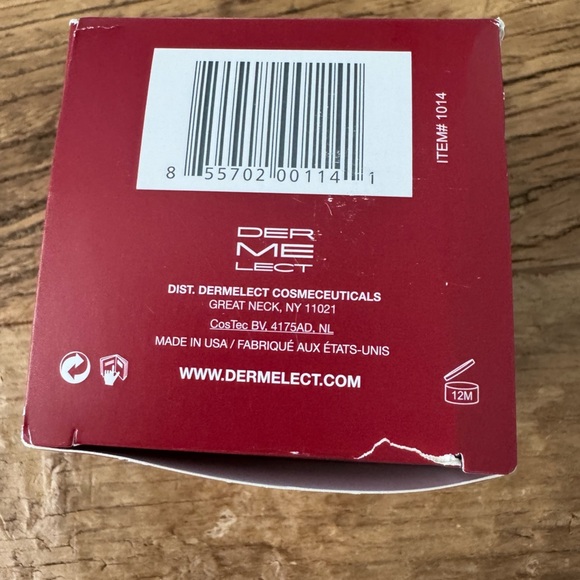 8 55702 00114 1
ITEM# 1014
DER
ME
LECT
DIST. DERMELECT COSMECEUTICALS
GREAT NECK, NY 11021
CosTec BV, 4175AD, NL
MADE IN USA / FABRIQUÉ AUX ÉTATS-UNIS
WWW.DERMELECT.COM
12M